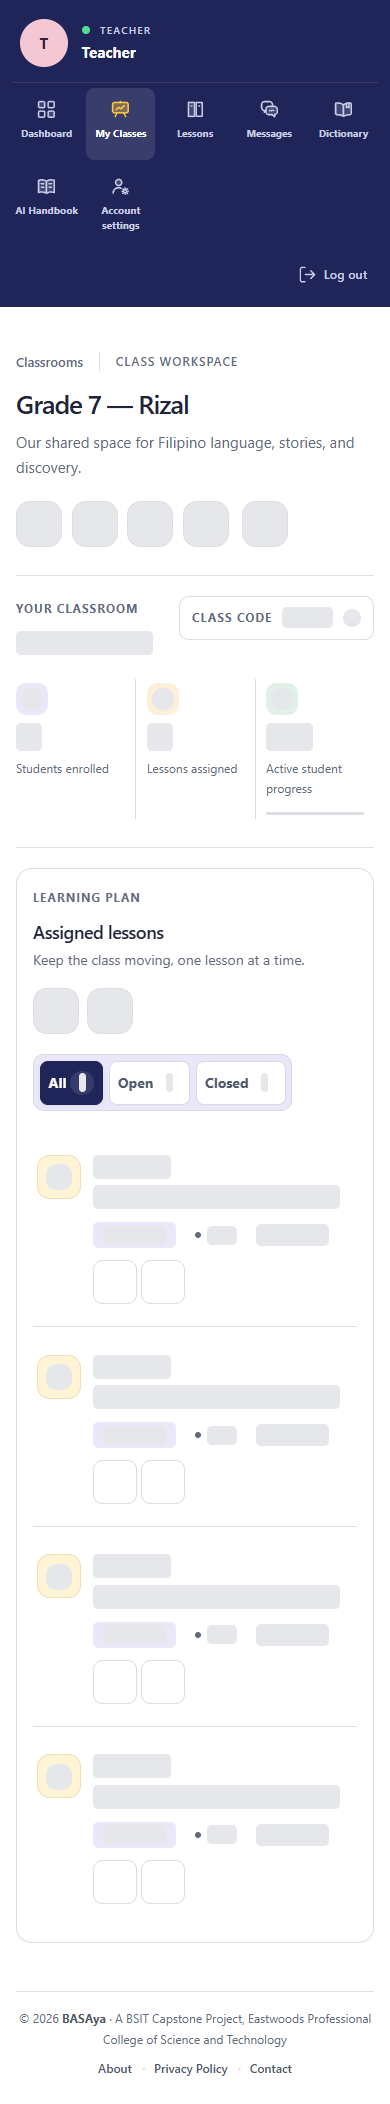 T
TEACHER
Teacher
Dashboard
My Classes
Lessons
Messages
Dictionary
AI Handbook
Account
settings
Log out
Classrooms
CLASS WORKSPACE
Grade 7 — Rizal
Our shared space for Filipino language, stories, and
discovery.
YOUR CLASSROOM
CLASS CODE
Students enrolled
Lessons assigned
Active student
progress
LEARNING PLAN
Assigned lessons
Keep the class moving, one lesson at a time.
All
Open
Closed
© 2026 BASAya · A BSIT Capstone Project, Eastwoods Professional
College of Science and Technology
About · Privacy Policy · Contact